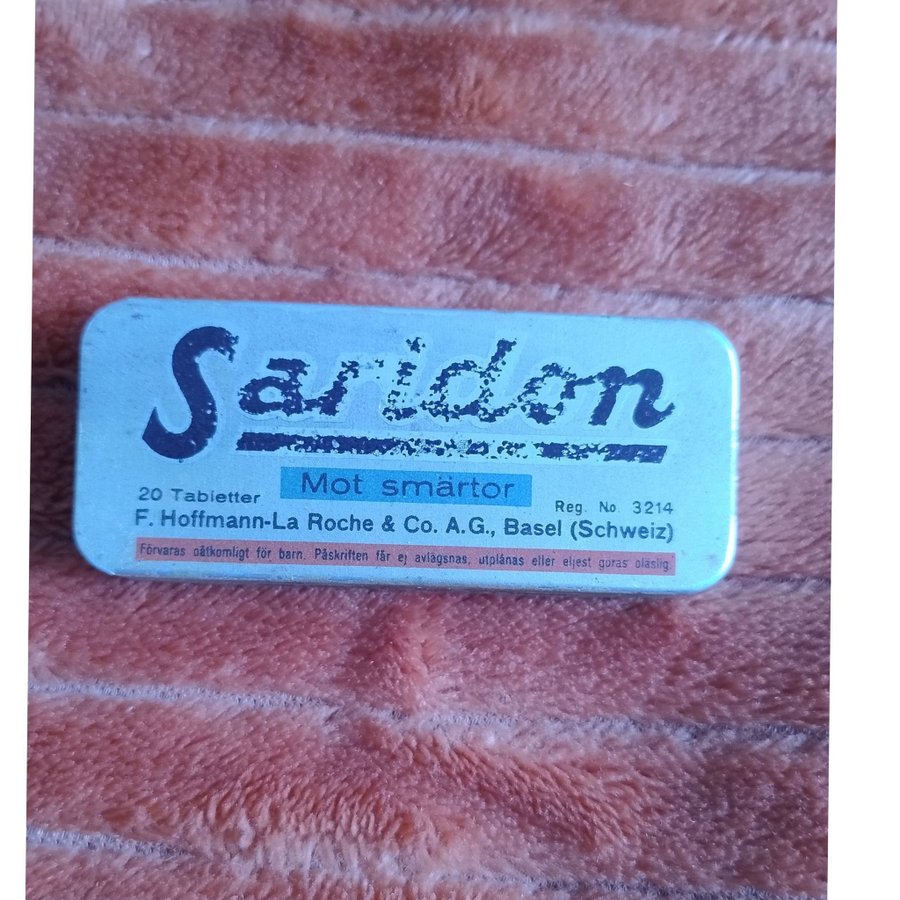 Saridon
Mot smärtor
20 Tabletter
Reg. No. 3214
F. Hoffmann-La Roche & Co. A.G., Basel (Schweiz)
Förvaras oåtkomligt för barn. Påskriften får ej avlägsnas, utplånas eller eljest göras oläslig.